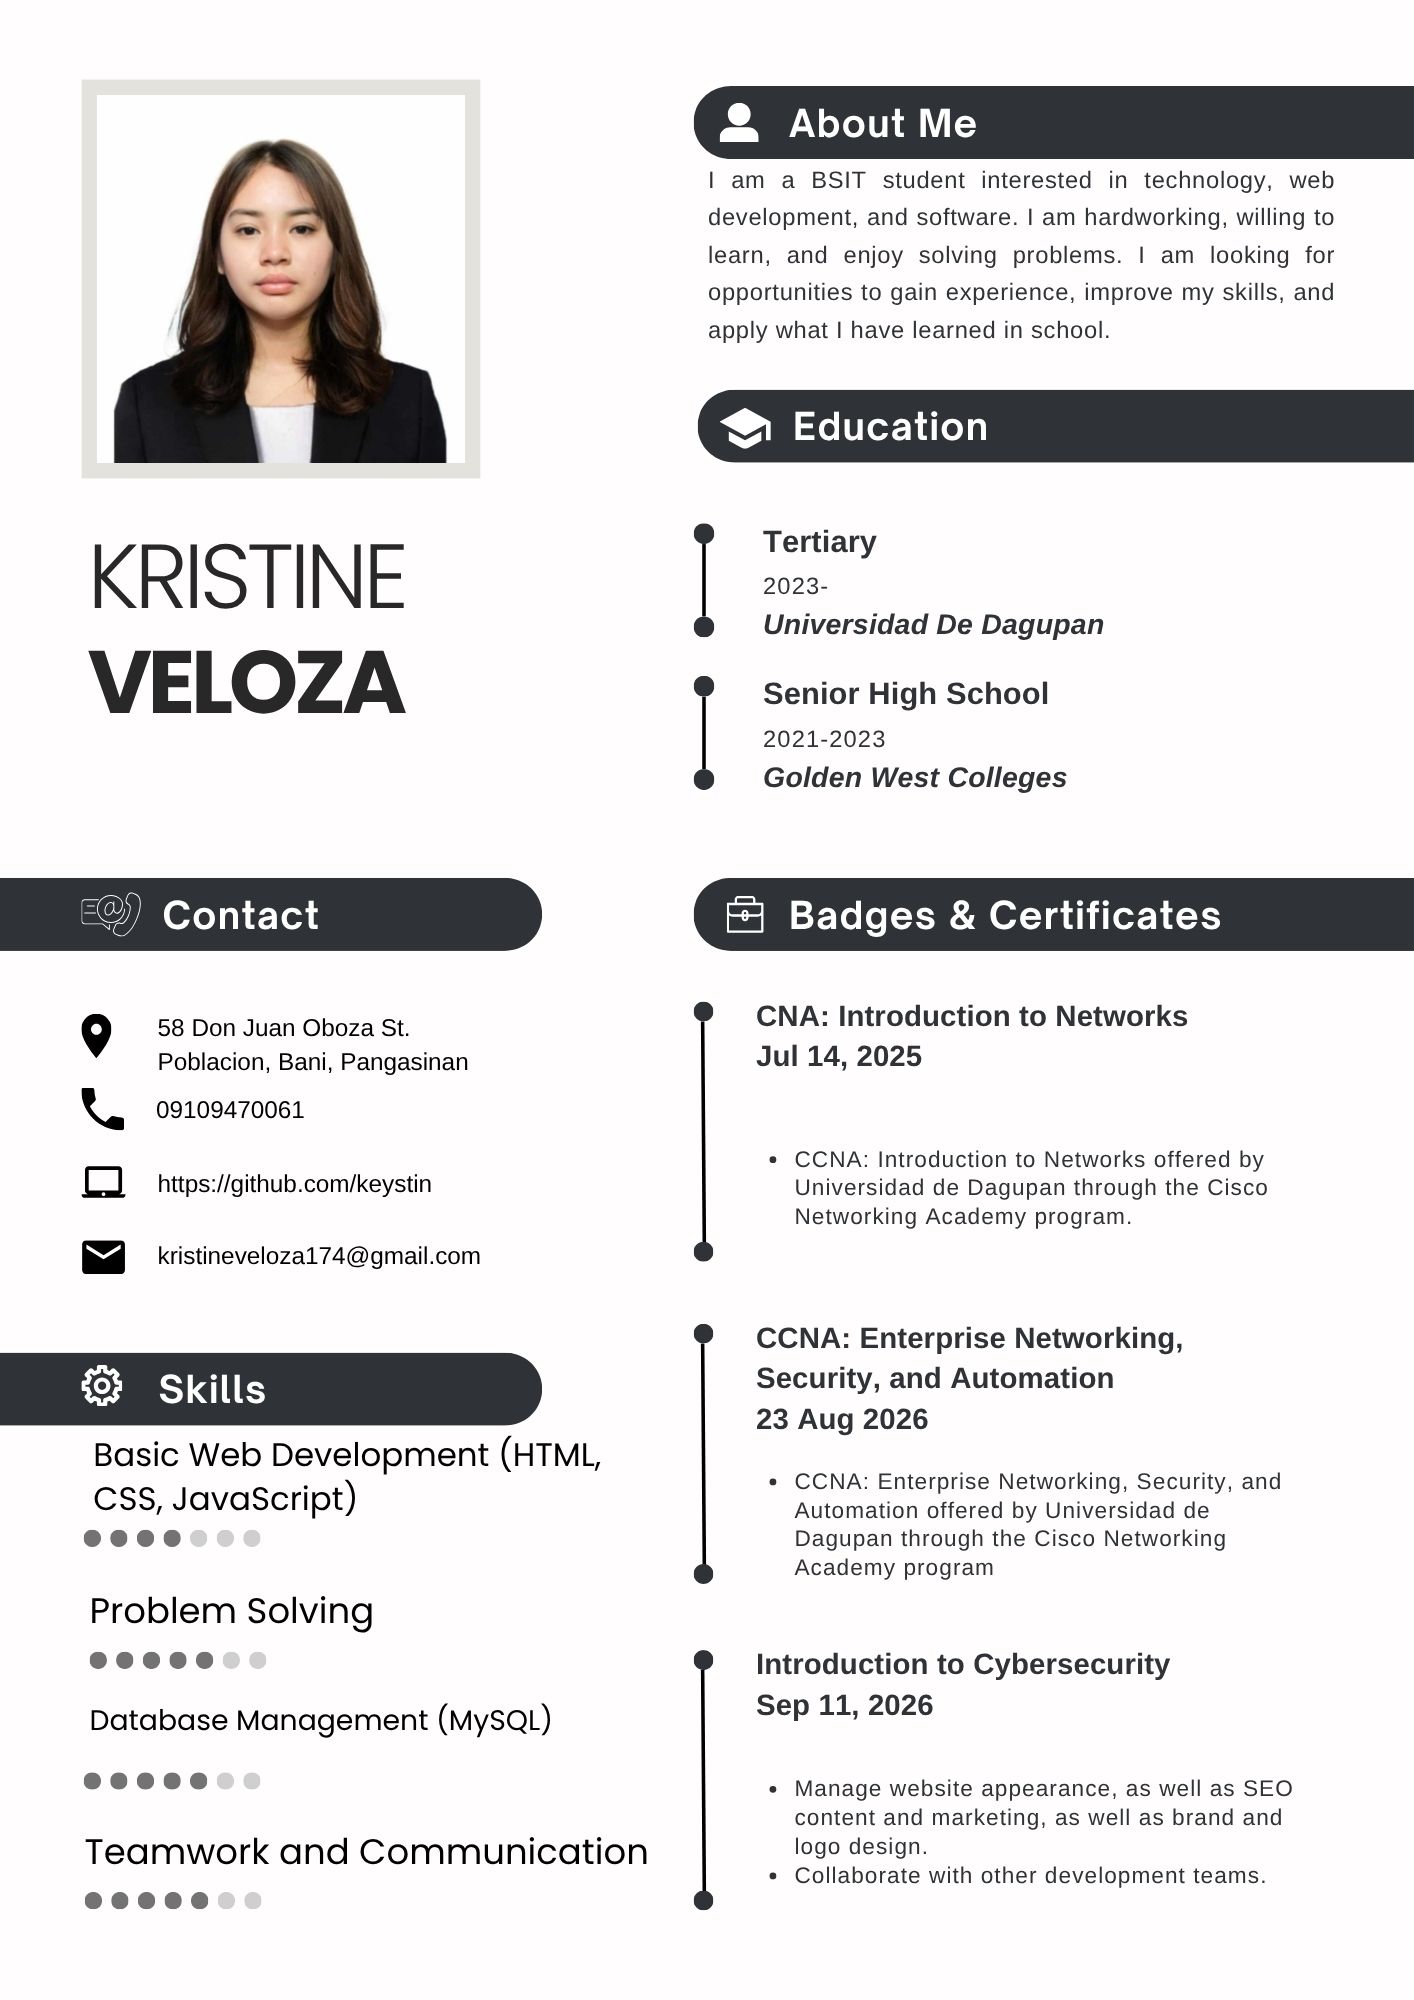 KRISTINE
VELOZA
Contact
58 Don Juan Oboza St.
Poblacion, Bani, Pangasinan
09109470061
https://github.com/keystin
kristineveloza174@gmail.com
Skills
Basic Web Development (HTML,
CSS, JavaScript)
Problem Solving
Database Management (MySQL)
Teamwork and Communication
About Me
I am a BSIT student interested in technology, web
development, and software. I am hardworking, willing to
learn, and enjoy solving problems. I am looking for
opportunities to gain experience, improve my skills, and
apply what I have learned in school.
Education
Tertiary
2023-
Universidad De Dagupan
Senior High School
2021-2023
Golden West Colleges
Badges & Certificates
CNA: Introduction to Networks
Jul 14, 2025
• CCNA: Introduction to Networks offered by
Universidad de Dagupan through the Cisco
Networking Academy program.
CCNA: Enterprise Networking,
Security, and Automation
23 Aug 2026
• CCNA: Enterprise Networking, Security, and
Automation offered by Universidad de
Dagupan through the Cisco Networking
Academy program
Introduction to Cybersecurity
Sep 11, 2026
• Manage website appearance, as well as SEO
content and marketing, as well as brand and
logo design.
• Collaborate with other development teams.